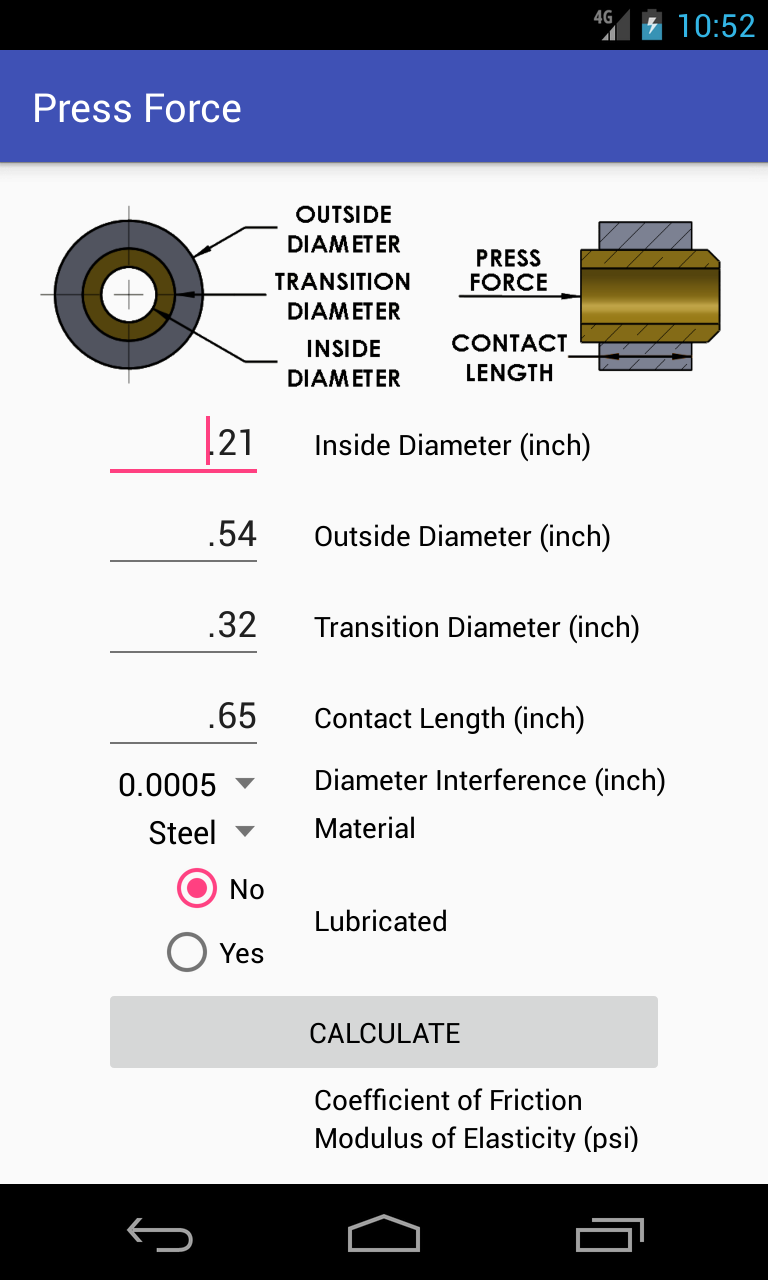 4G 10:52
Press Force
OUTSIDE
DIAMETER
TRANSITION
DIAMETER
INSIDE
DIAMETER
PRESS
FORCE
CONTACT
LENGTH
.21 Inside Diameter (inch)
.54 Outside Diameter (inch)
.32 Transition Diameter (inch)
.65 Contact Length (inch)
0.0005 Diameter Interference (inch)
Steel Material
No
Lubricated
Yes
CALCULATE
Coefficient of Friction
Modulus of Elasticity (psi)